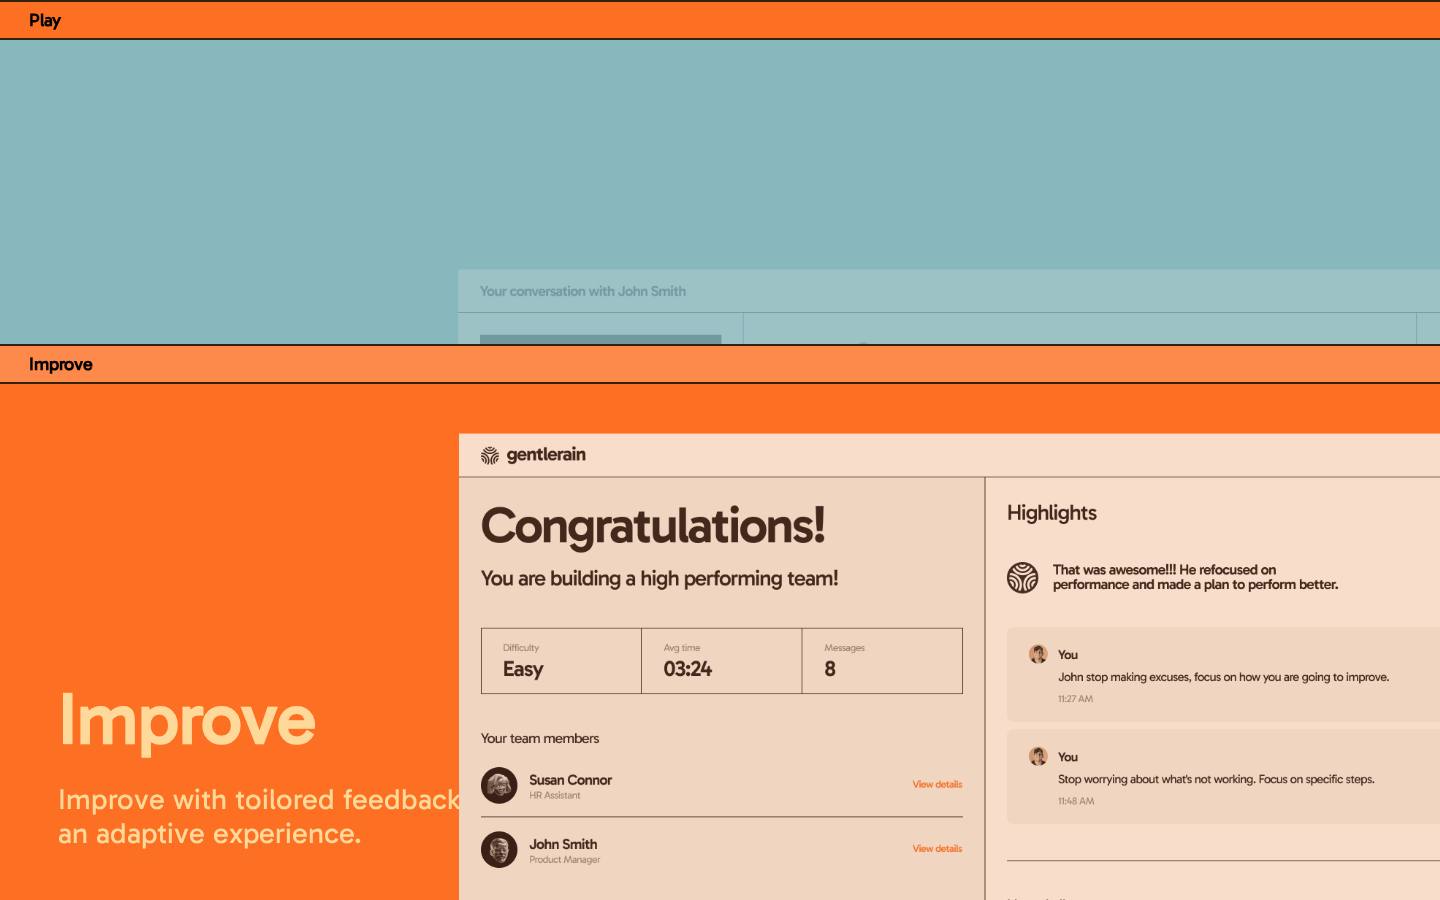 Play
Your conversation with John Smith
Improve
gentlerain
Congratulations!
You are building a high performing team!
Difficulty
Easy
Avg time
03:24
Messages
8
Your team members
Susan Connor
HR Assistant
View details
John Smith
Product Manager
View details
Highlights
That was awesome!!! He refocused on
performance and made a plan to perform better.
You
John stop making excuses, focus on how you are going to improve.
11:27 AM
You
Stop worrying about what's not working. Focus on specific steps.
11:48 AM
Improve
Improve with toilored feedback
an adaptive experience.